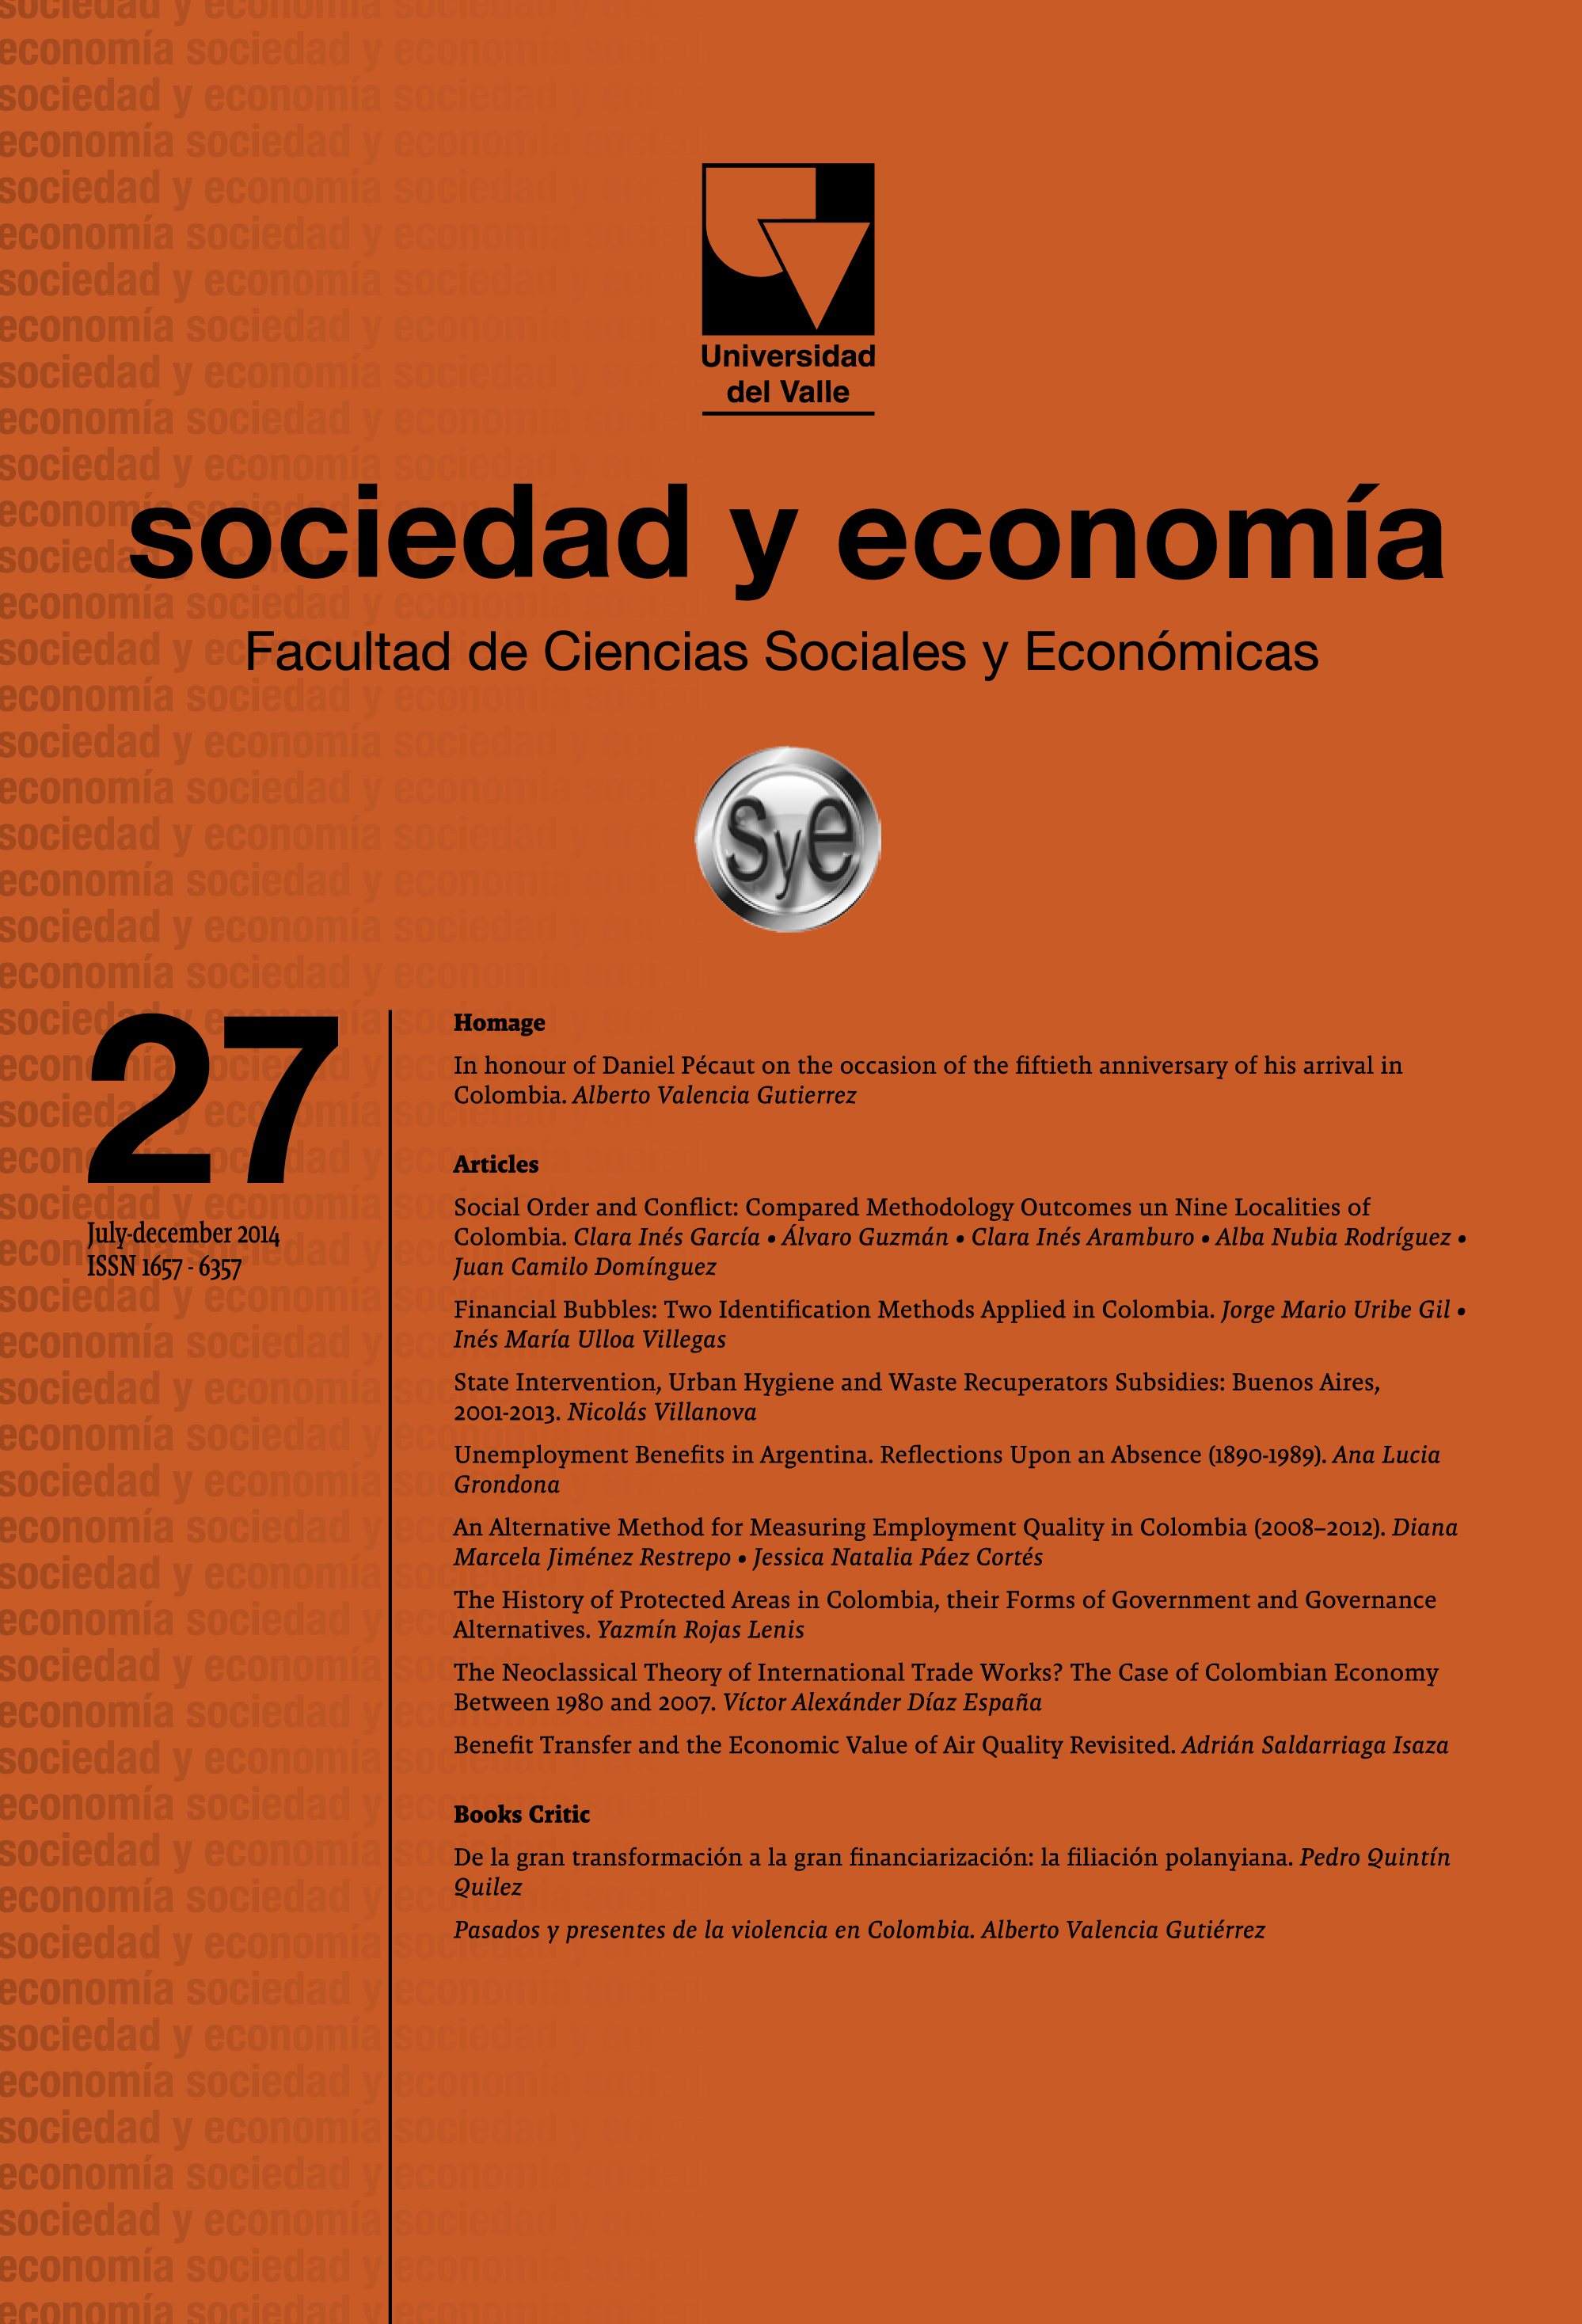 Universidad
del Valle
sociedad y economía
Facultad de Ciencias Sociales y Económicas
SyE
27
July-december 2014
ISSN 1657 - 6357
Homage
In honour of Daniel Pécaut on the occasion of the fiftieth anniversary of his arrival in
Colombia. Alberto Valencia Gutierrez
Articles
Social Order and Conflict: Compared Methodology Outcomes un Nine Localities of
Colombia. Clara Inés García • Álvaro Guzmán • Clara Inés Aramburo • Alba Nubia Rodríguez •
Juan Camilo Domínguez
Financial Bubbles: Two Identification Methods Applied in Colombia. Jorge Mario Uribe Gil •
Inés María Ulloa Villegas
State Intervention, Urban Hygiene and Waste Recuperators Subsidies: Buenos Aires,
2001-2013. Nicolás Villanova
Unemployment Benefits in Argentina. Reflections Upon an Absence (1890-1989). Ana Lucia
Grondona
An Alternative Method for Measuring Employment Quality in Colombia (2008–2012). Diana
Marcela Jiménez Restrepo • Jessica Natalia Páez Cortés
The History of Protected Areas in Colombia, their Forms of Government and Governance
Alternatives. Yazmín Rojas Lenis
The Neoclassical Theory of International Trade Works? The Case of Colombian Economy
Between 1980 and 2007. Víctor Alexánder Díaz España
Benefit Transfer and the Economic Value of Air Quality Revisited. Adrián Saldarriaga Isaza
Books Critic
De la gran transformación a la gran financiarización: la filiación polanyiana. Pedro Quintín
Quilez
Pasados y presentes de la violencia en Colombia. Alberto Valencia Gutiérrez